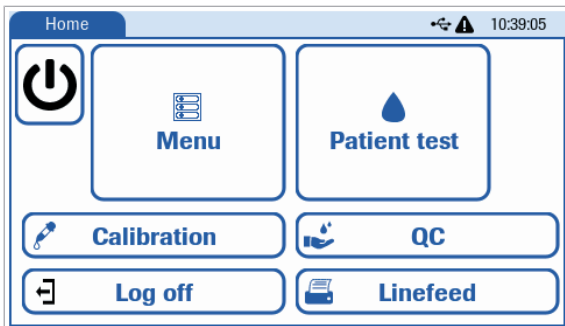 Home
10:39:05
Menu
Patient test
Calibration
QC
Log off
Linefeed